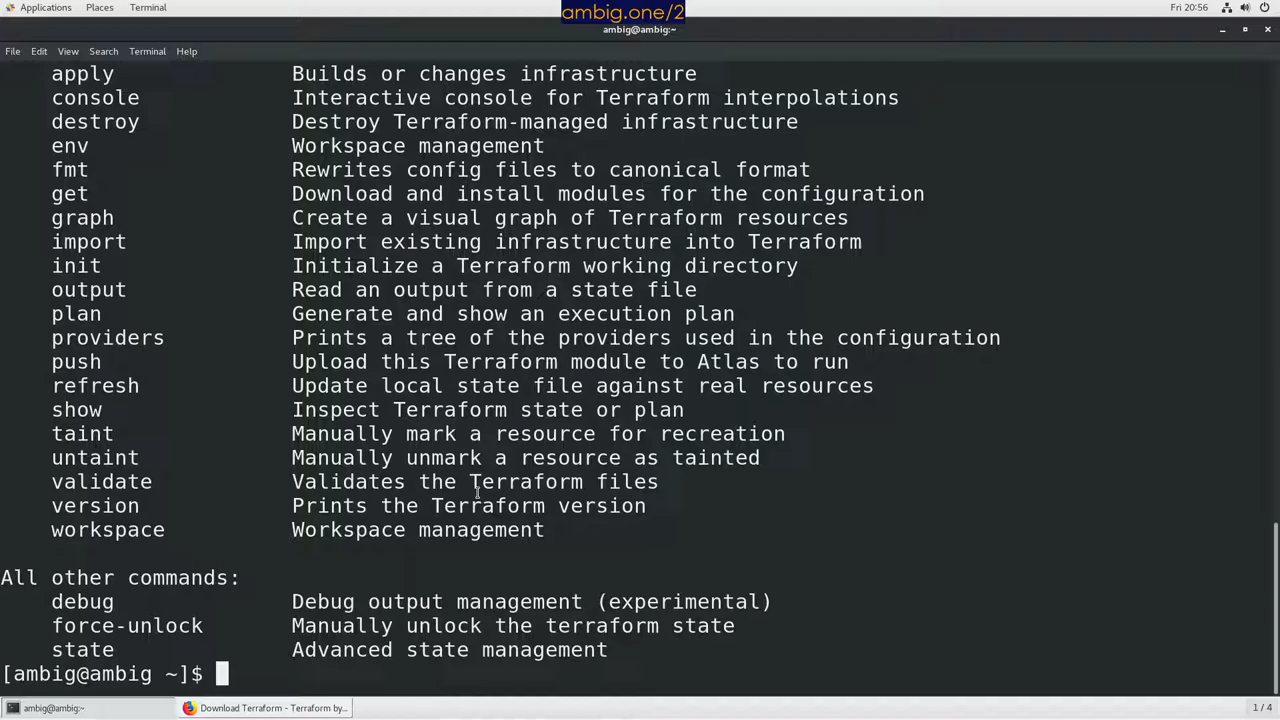 Applications Places Terminal ambig.one/2 Fri 20:56
ambig@ambig:~
File Edit View Search Terminal Help
apply Builds or changes infrastructure
console Interactive console for Terraform interpolations
destroy Destroy Terraform-managed infrastructure
env Workspace management
fmt Rewrites config files to canonical format
get Download and install modules for the configuration
graph Create a visual graph of Terraform resources
import Import existing infrastructure into Terraform
init Initialize a Terraform working directory
output Read an output from a state file
plan Generate and show an execution plan
providers Prints a tree of the providers used in the configuration
push Upload this Terraform module to Atlas to run
refresh Update local state file against real resources
show Inspect Terraform state or plan
taint Manually mark a resource for recreation
untaint Manually unmark a resource as tainted
validate Validates the Terraform files
version Prints the Terraform version
workspace Workspace management
All other commands:
debug Debug output management (experimental)
force-unlock Manually unlock the terraform state
state Advanced state management
[ambig@ambig ~]$
ambig@ambig:~ Download Terraform - Terraform by... 1 / 4